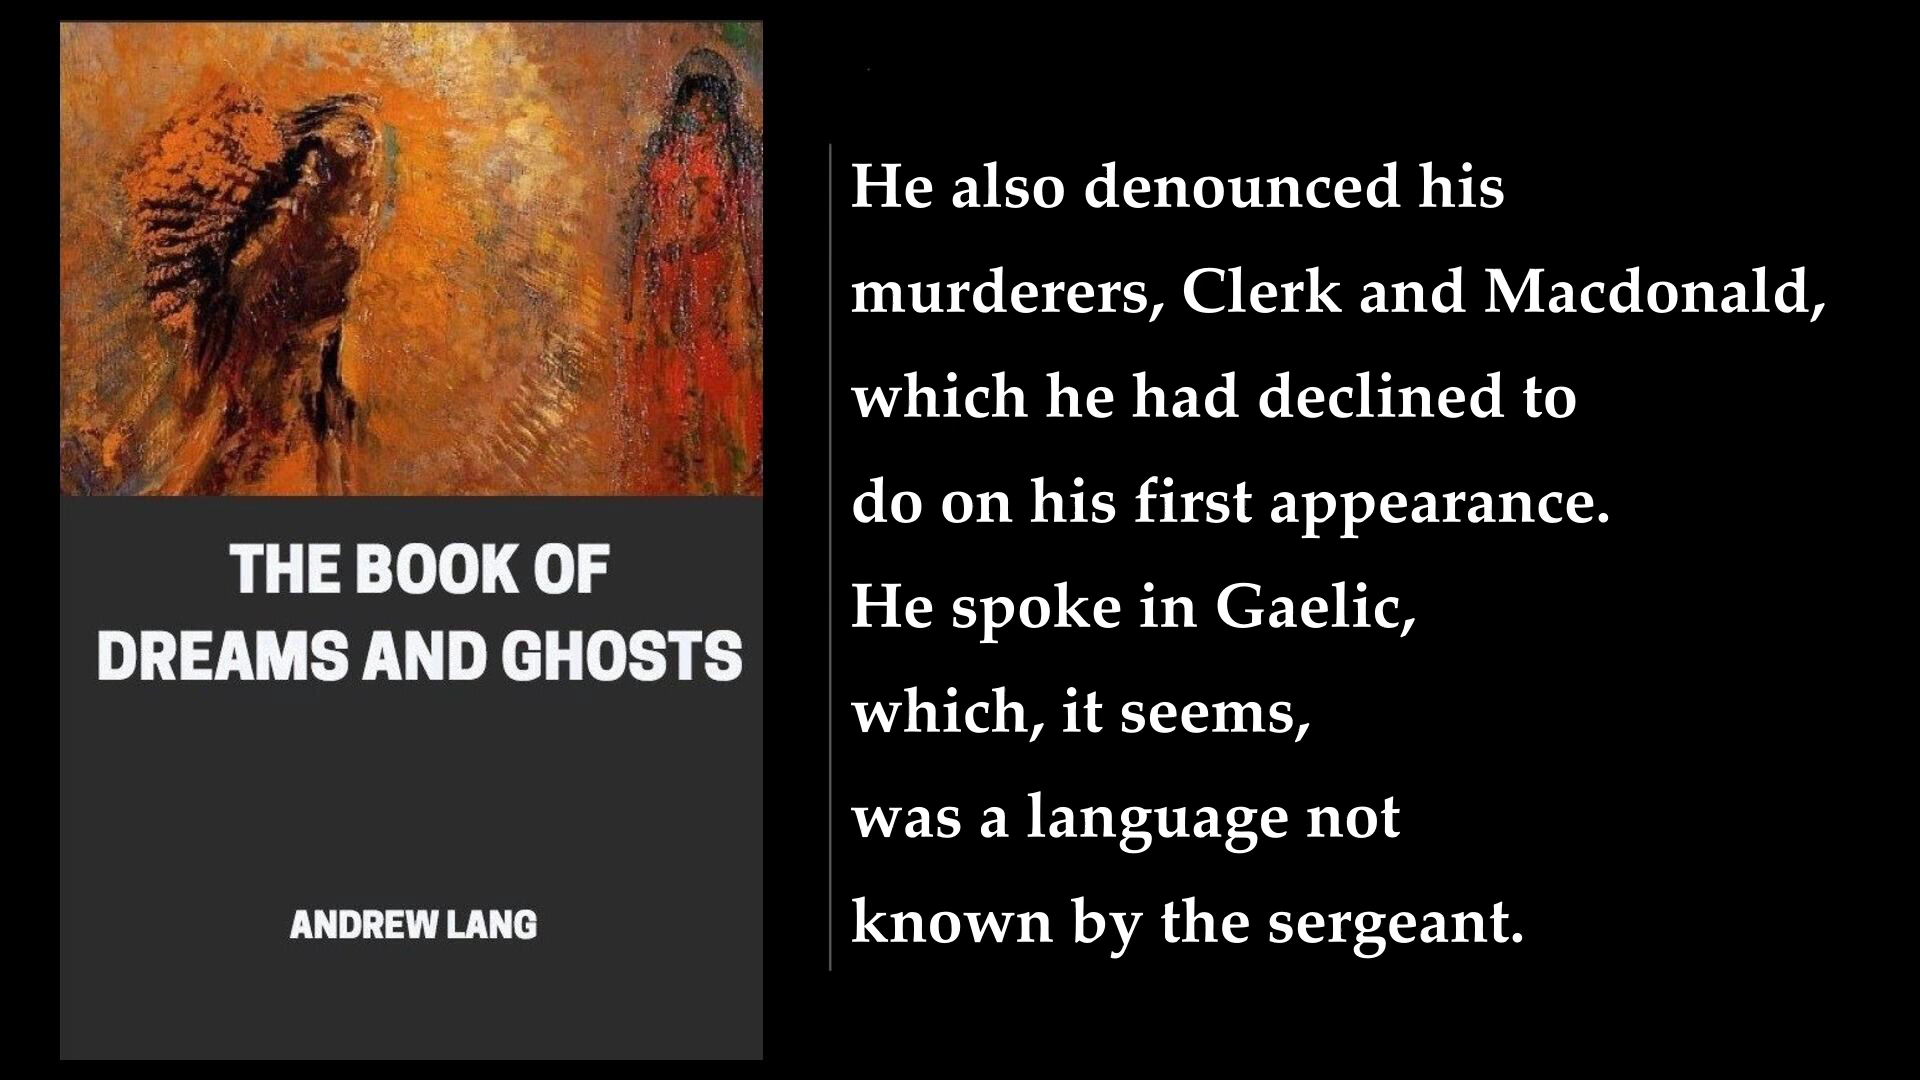 THE BOOK OF
DREAMS AND GHOSTS
ANDREW LANG
He also denounced his
murderers, Clerk and Macdonald,
which he had declined to
do on his first appearance.
He spoke in Gaelic,
which, it seems,
was a language not
known by the sergeant.